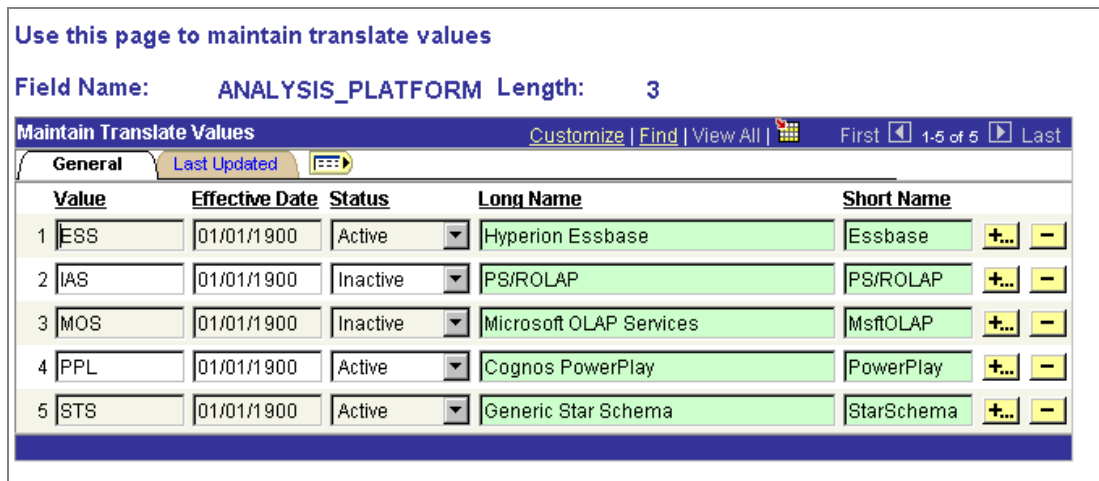 Use this page to maintain translate values
Field Name: ANALYSIS_PLATFORM Length: 3
Maintain Translate Values Customize | Find | View All | First 1-5 of 5 Last
General Last Updated
Value Effective Date Status Long Name Short Name
1 ESS 01/01/1900 Active Hyperion Essbase Essbase +... −
2 IAS 01/01/1900 Inactive PS/ROLAP PS/ROLAP +... −
3 MOS 01/01/1900 Inactive Microsoft OLAP Services MsftOLAP +... −
4 PPL 01/01/1900 Active Cognos PowerPlay PowerPlay +... −
5 STS 01/01/1900 Active Generic Star Schema StarSchema +... −